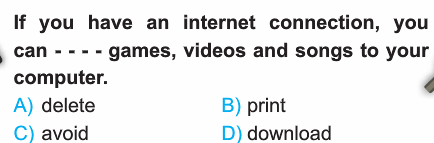 If you have an internet connection, you
can - - - - games, videos and songs to your
computer.
A) delete B) print
C) avoid D) download